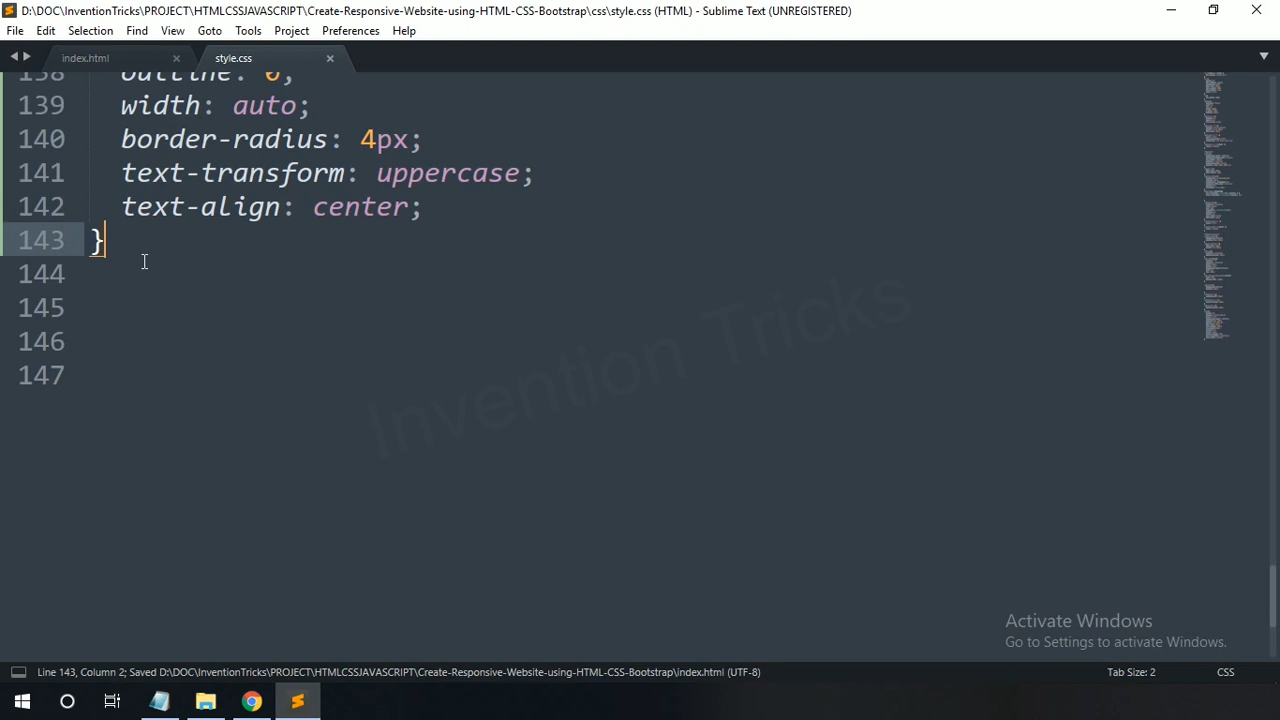 D:\DOC\InventionTricks\PROJECT\HTMLCSSJAVASCRIPT\Create-Responsive-Website-using-HTML-CSS-Bootstrap\css\style.css (HTML) - Sublime Text (UNREGISTERED)
File Edit Selection Find View Goto Tools Project Preferences Help
index.html style.css
138 outline: 0;
139 width: auto;
140 border-radius: 4px;
141 text-transform: uppercase;
142 text-align: center;
143 }
144
145
146
147
Invention Tricks
Activate Windows
Go to Settings to activate Windows.
Line 143, Column 2; Saved D:\DOC\InventionTricks\PROJECT\HTMLCSSJAVASCRIPT\Create-Responsive-Website-using-HTML-CSS-Bootstrap\index.html (UTF-8) Tab Size: 2 CSS